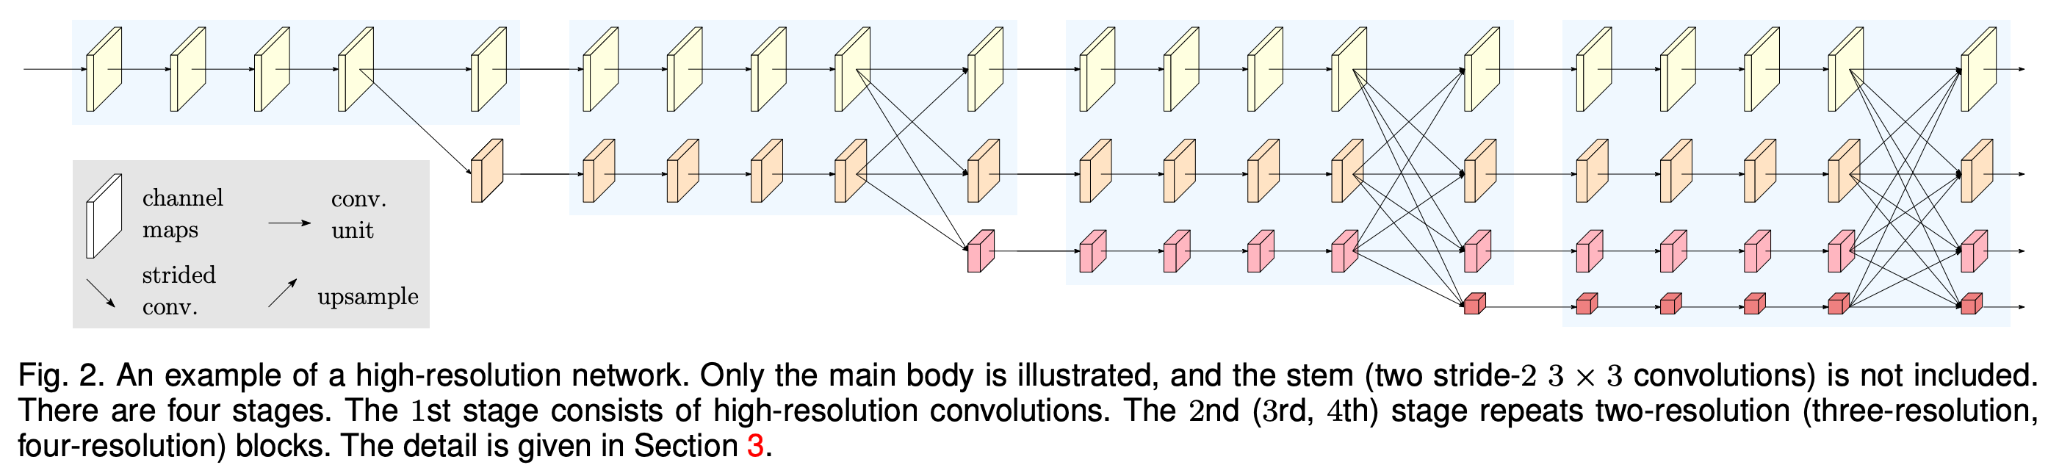 channel
maps
conv.
unit
strided
conv.
upsample
Fig. 2. An example of a high-resolution network. Only the main body is illustrated, and the stem (two stride-2 3 × 3 convolutions) is not included.
There are four stages. The 1st stage consists of high-resolution convolutions. The 2nd (3rd, 4th) stage repeats two-resolution (three-resolution,
four-resolution) blocks. The detail is given in Section 3.